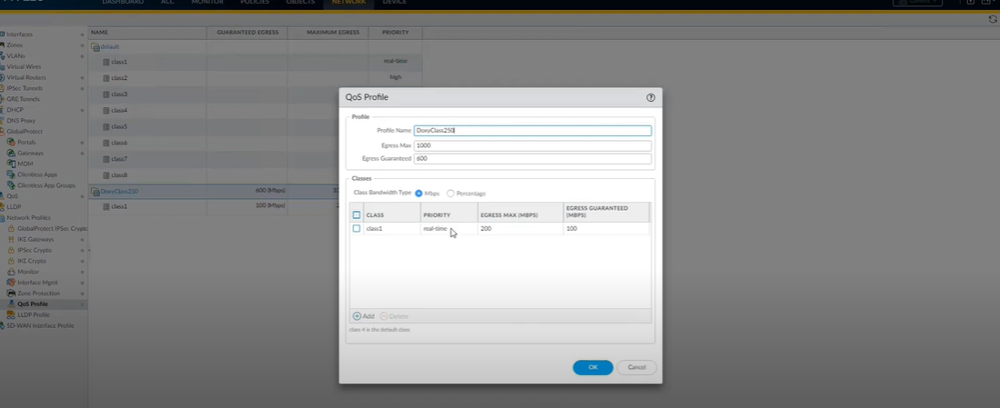 DASHBOARD ACC MONITOR POLICIES OBJECTS NETWORK DEVICE
Interfaces
Zones
VLANs
Virtual Wires
Virtual Routers
IPSec Tunnels
GRE Tunnels
DHCP
DNS Proxy
GlobalProtect
Portals
Gateways
MDM
Clientless Apps
Clientless App Groups
QoS
LLDP
Network Profiles
GlobalProtect IPSec Crypto
IKE Gateways
IPSec Crypto
IKE Crypto
Monitor
Interface Mgmt
Zone Protection
QoS Profile
LLDP Profile
SD-WAN Interface Profile
NAME GUARANTEED EGRESS MAXIMUM EGRESS PRIORITY
default
class1 real-time
class2 high
class3
class4
class5
class6
class7
class8
DoxyClass250 600 (Mbps)
class1 100 (Mbps)
QoS Profile
Profile
Profile Name DoxyClass250
Egress Max 1000
Egress Guaranteed 600
Classes
Class Bandwidth Type Mbps Percentage
CLASS PRIORITY EGRESS MAX (MBPS) EGRESS GUARANTEED (MBPS)
class1 real-time 200 100
Add Delete
class 4 is the default class
OK Cancel